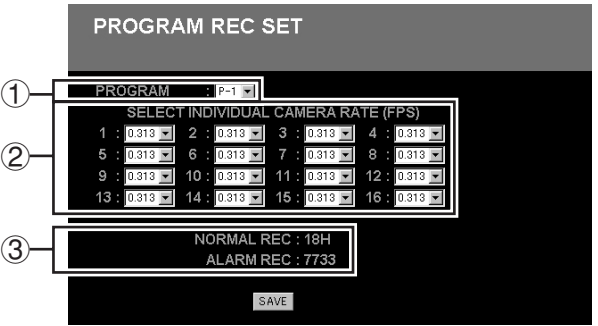 PROGRAM REC SET
① PROGRAM : P-1
SELECT INDIVIDUAL CAMERA RATE (FPS)
② 1 : 0.313 2 : 0.313 3 : 0.313 4 : 0.313
5 : 0.313 6 : 0.313 7 : 0.313 8 : 0.313
9 : 0.313 10 : 0.313 11 : 0.313 12 : 0.313
13 : 0.313 14 : 0.313 15 : 0.313 16 : 0.313
③ NORMAL REC : 18H
ALARM REC : 7733
SAVE